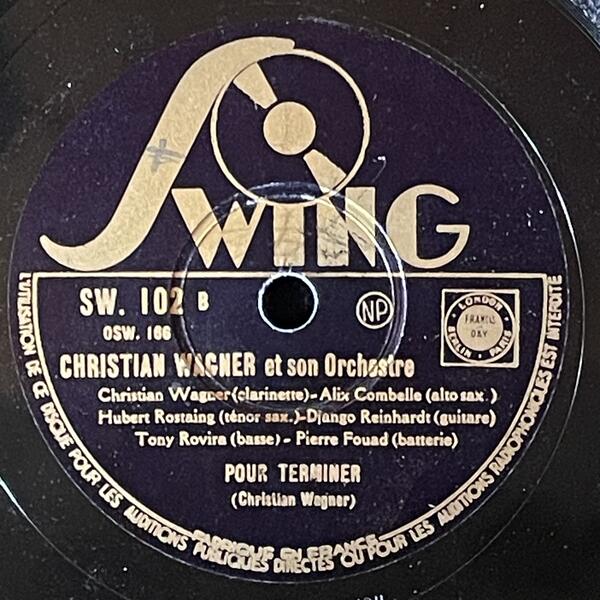 SWING
SW. 102 B
NP
OSW. 166
LONDON
FRANCIS
DAY
BERLIN - PARIS
CHRISTIAN WAGNER et son Orchestre
Christian Wagner (clarinette) - Alix Combelle (alto sax.)
Hubert Rostaing (ténor sax.) - Django Reinhardt (guitare)
Tony Rovira (basse) - Pierre Fouad (batterie)
POUR TERMINER
(Christian Wagner)
FABRIQUÉ EN FRANCE
L'UTILISATION DE CE DISQUE POUR LES AUDITIONS PUBLIQUES DIRECTES OU POUR LES AUDITIONS RADIOPHONIQUES EST INTERDITE